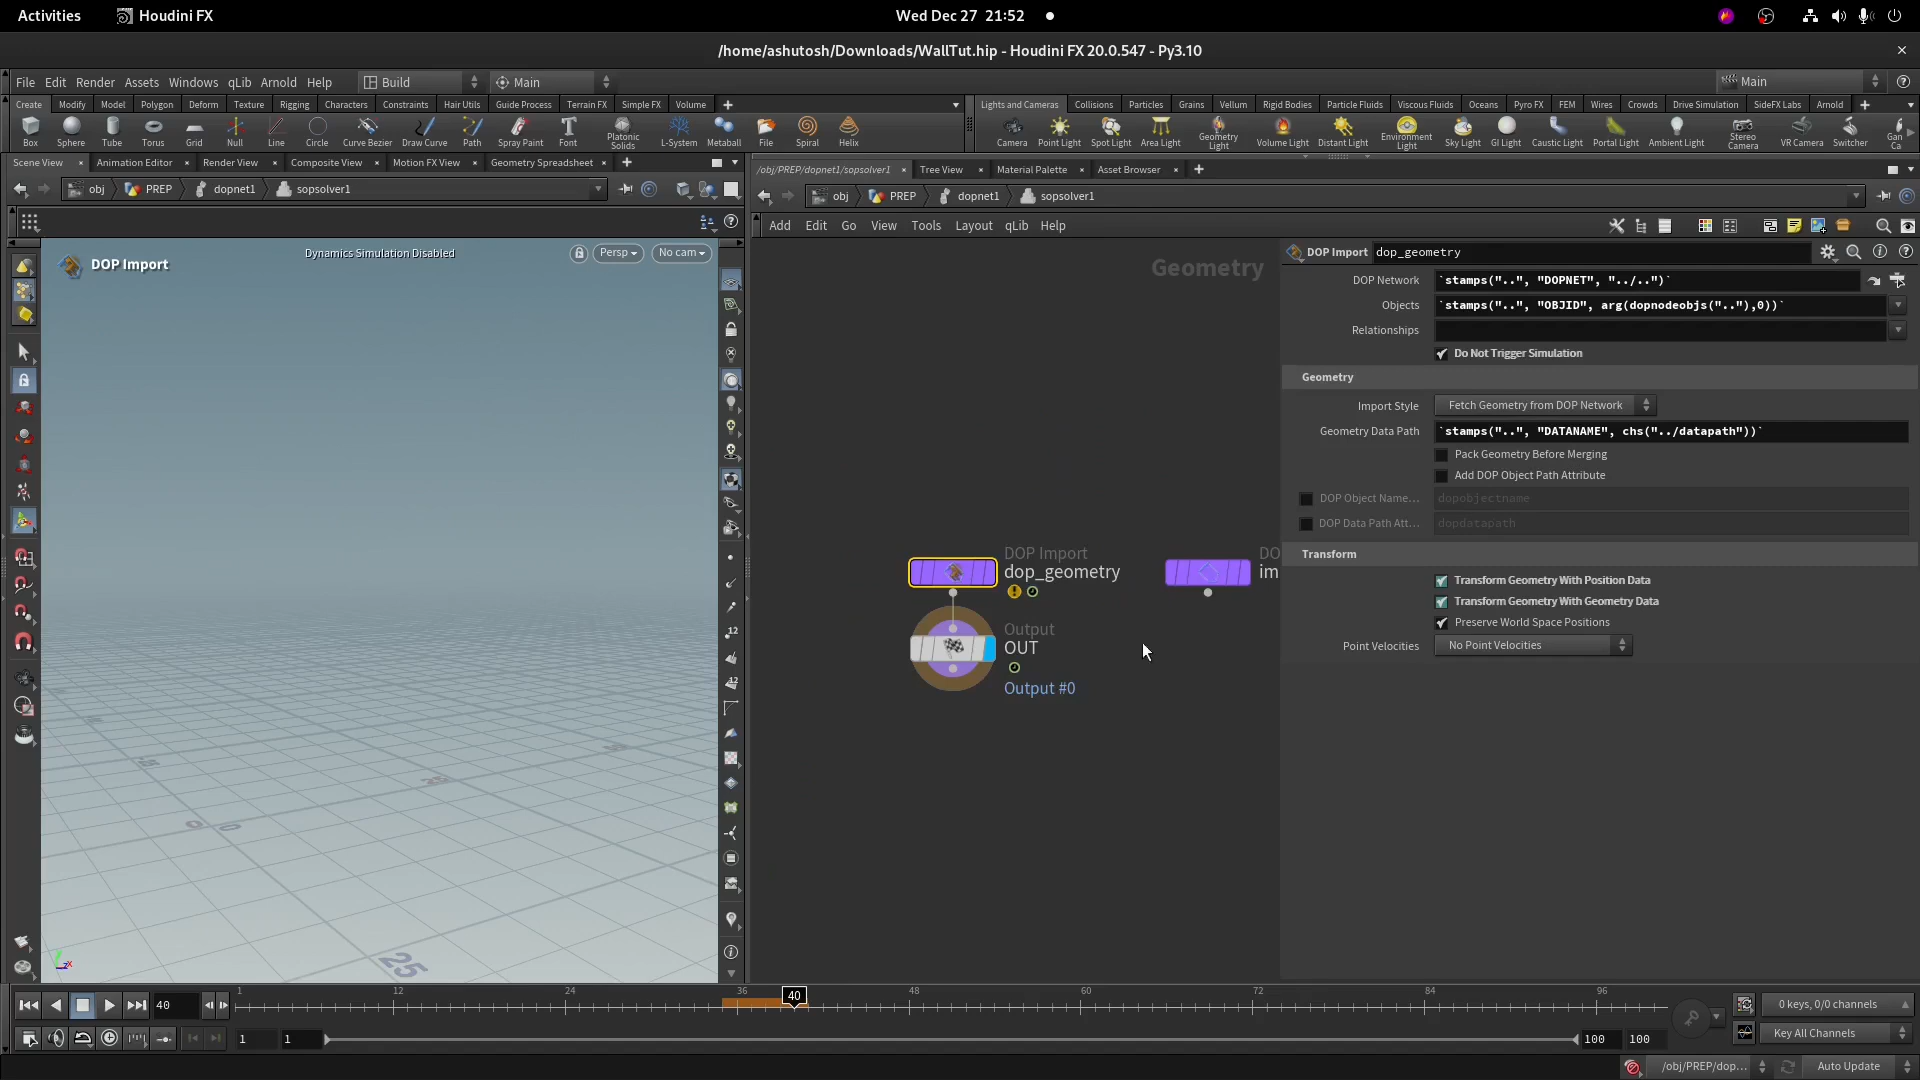 Activities
Houdini FX
Wed Dec 27 21:52
/home/ashutosh/Downloads/WallTut.hip - Houdini FX 20.0.547 - Py3.10
File Edit Render Assets Windows qLib Arnold Help
Build
Main
Main
Create Modify Model Polygon Deform Texture Rigging Characters Constraints Hair Utils Guide Process Terrain FX Simple FX Volume
Lights and Cameras Collisions Particles Grains Vellum Rigid Bodies Particle Fluids Viscous Fluids Oceans Pyro FX FEM Wires Crowds Drive Simulation SideFX Labs Arnold
Box Sphere Tube Torus Grid Null Line Circle Curve Bezier Draw Curve Path Spray Paint Font Platonic Solids L-System Metaball File Spiral Helix
Camera Point Light Spot Light Area Light Geometry Light Volume Light Distant Light Environment Light Sky Light GI Light Caustic Light Portal Light Ambient Light Stereo Camera VR Camera Switcher Gan Ca
Scene View Animation Editor Render View Composite View Motion FX View Geometry Spreadsheet
/obj/PREP/dopnet1/sopsolver1 Tree View Material Palette Asset Browser
obj PREP dopnet1 sopsolver1
obj PREP dopnet1 sopsolver1
Add Edit Go View Tools Layout qLib Help
DOP Import
Dynamics Simulation Disabled
Persp
No cam
25
Geometry
DOP Import
dop_geometry
Output
OUT
Output #0
DO
im
DOP Import dop_geometry
DOP Network `stamps("..", "DOPNET", "../..")`
Objects `stamps("..", "OBJID", arg(dopnodeobjs(".."),0))`
Relationships
Do Not Trigger Simulation
Geometry
Import Style Fetch Geometry from DOP Network
Geometry Data Path `stamps("..", "DATANAME", chs("../datapath"))`
Pack Geometry Before Merging
Add DOP Object Path Attribute
DOP Object Name... dopobjectname
DOP Data Path Att... dopdatapath
Transform
Transform Geometry With Position Data
Transform Geometry With Geometry Data
Preserve World Space Positions
Point Velocities No Point Velocities
12
12
40
1 12 24 36 40 48 60 72 84 96
0 keys, 0/0 channels
1 1 100 100
Key All Channels
/obj/PREP/dop...
Auto Update